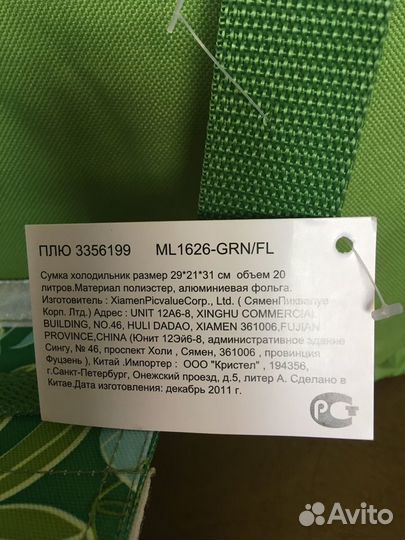 ПЛЮ 3356199 ML1626-GRN/FL
Сумка холодильник размер 29*21*31 см объем 20
литров.Материал полиэстер, алюминиевая фольга.
Изготовитель : XiamenPicvalueCorp., Ltd. ( СяменПиквалуе
Корп. Лтд.) Адрес : UNIT 12A6-8, XINGHU COMMERCIAL
BUILDING, NO.46, HULI DADAO, XIAMEN 361006,FUJIAN
PROVINCE,CHINA (Юнит 12Эй6-8, административное здание
Сингу, № 46, проспект Холи , Сямен, 361006 , провинция
Фуцзень ), Китай .Импортер : ООО "Кристел" , 194356,
г.Санкт-Петербург, Онежский проезд, д.5, литер А. Сделано в
Китае.Дата изготовления: декабрь 2011 г.
РСТ
Avito